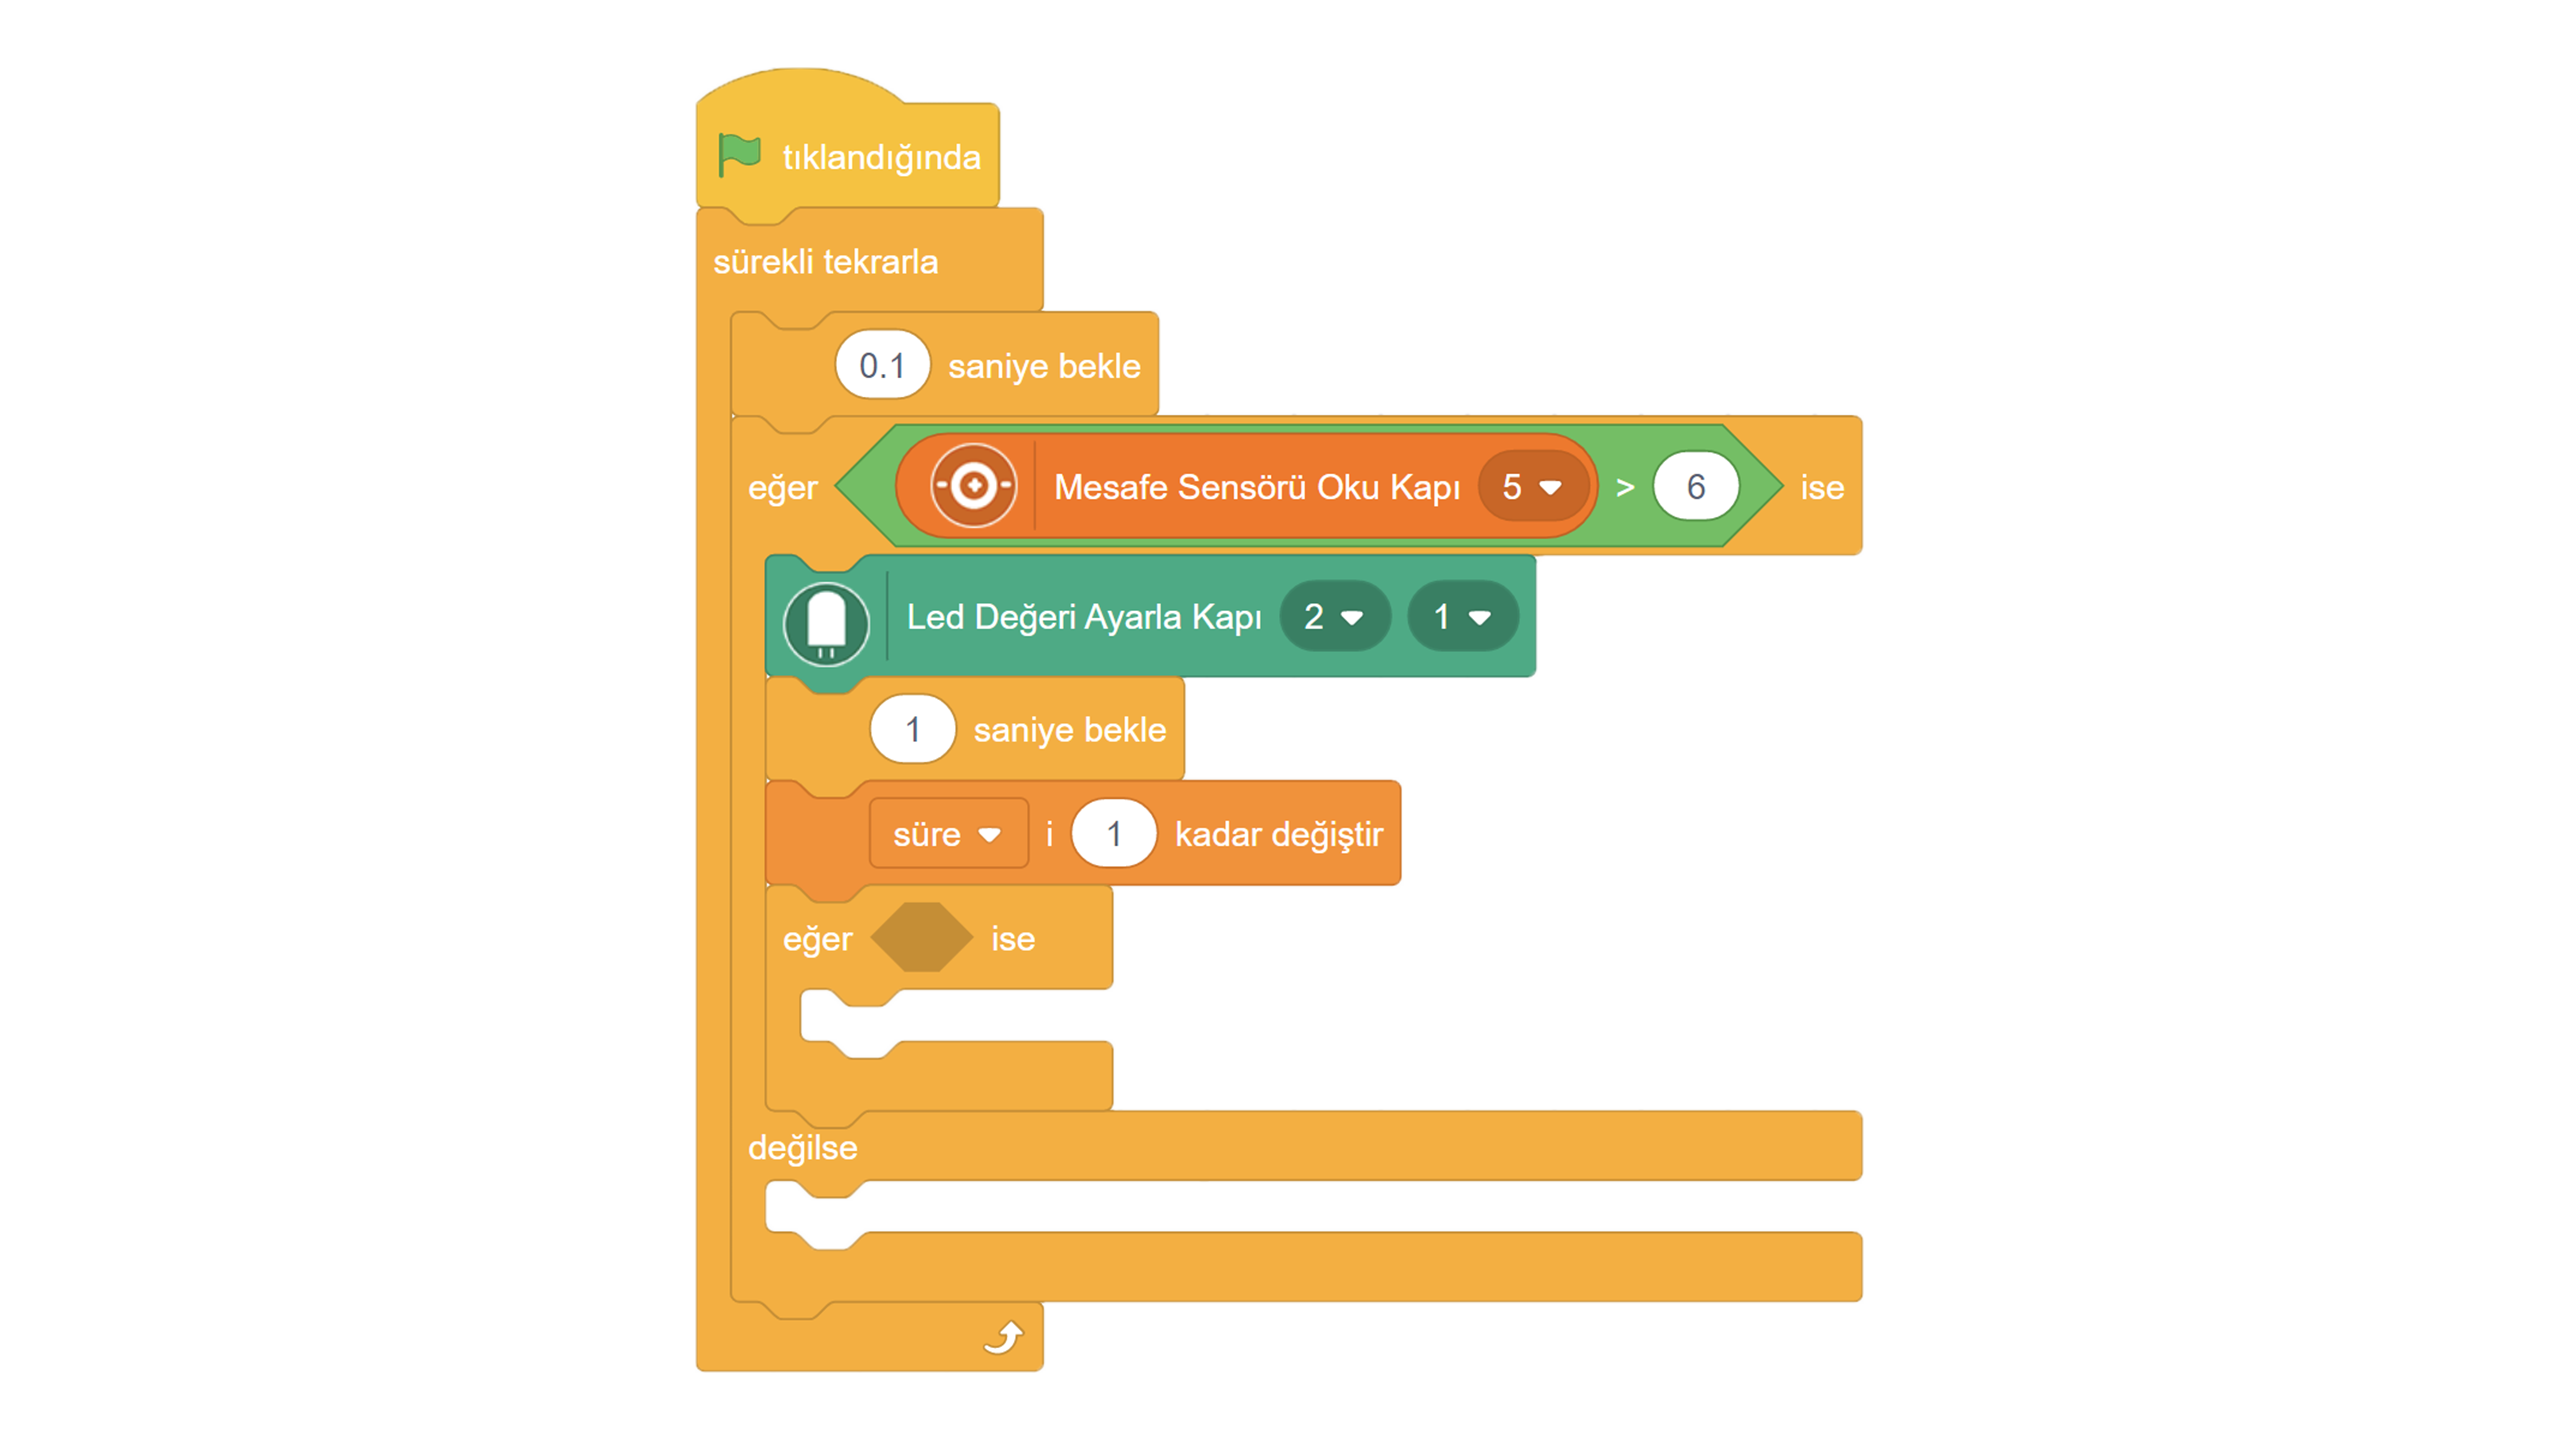 tıklandığında
sürekli tekrarla
0.1 saniye bekle
eğer Mesafe Sensörü Oku Kapı 5 > 6 ise
Led Değeri Ayarla Kapı 2 1
1 saniye bekle
süre i 1 kadar değiştir
eğer ise
değilse